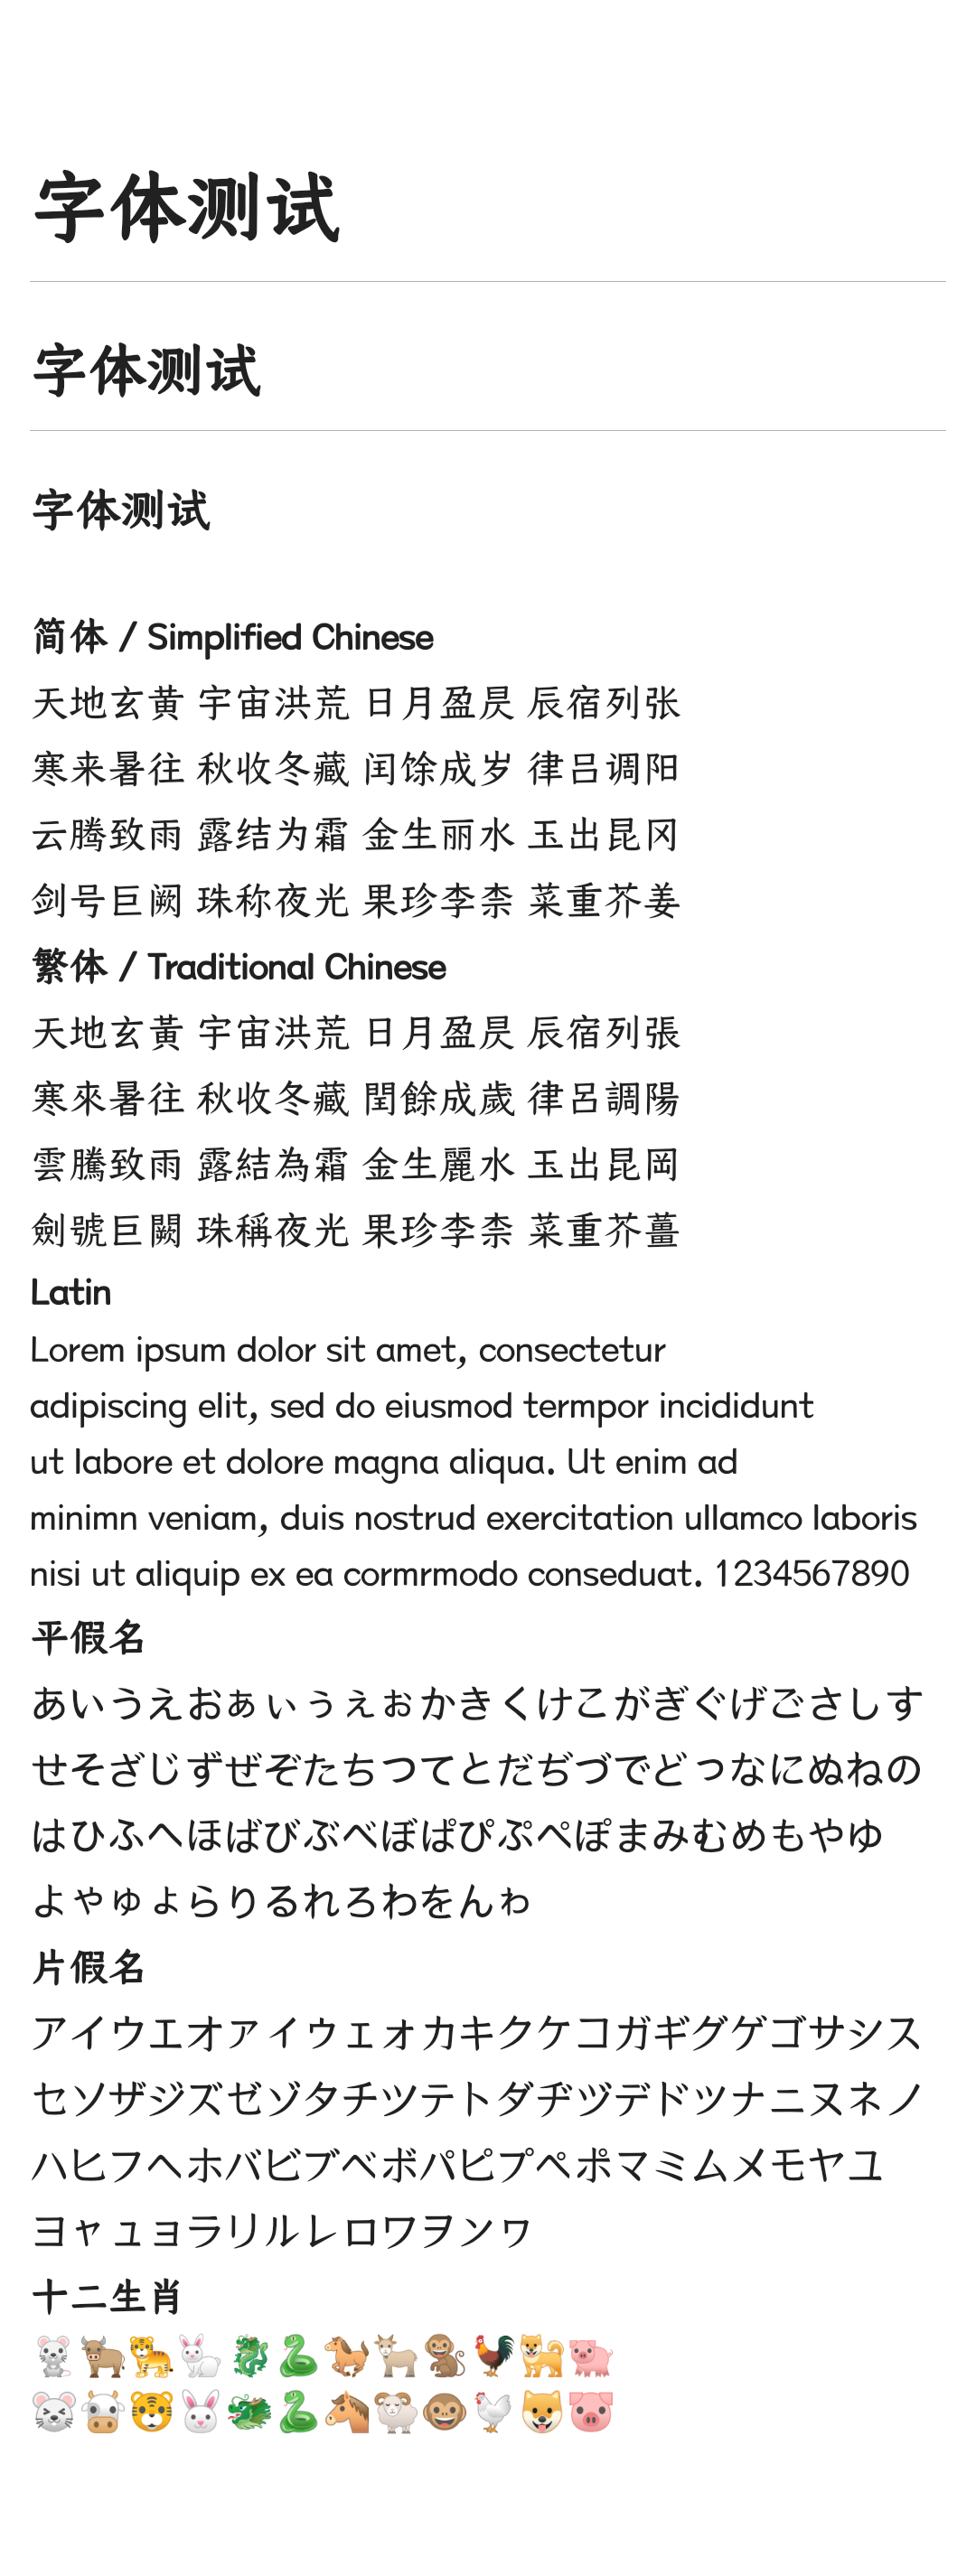 字体测试
字体测试
字体测试
简体 / Simplified Chinese
天地玄黄 宇宙洪荒 日月盈昃 辰宿列张
寒来暑往 秋收冬藏 闰馀成岁 律吕调阳
云腾致雨 露结为霜 金生丽水 玉出昆冈
剑号巨阙 珠称夜光 果珍李柰 菜重芥姜
繁体 / Traditional Chinese
天地玄黃 宇宙洪荒 日月盈昃 辰宿列張
寒來暑往 秋收冬藏 閏餘成歲 律呂調陽
雲騰致雨 露結為霜 金生麗水 玉出昆岡
劍號巨闕 珠稱夜光 果珍李柰 菜重芥薑
Latin
Lorem ipsum dolor sit amet, consectetur
adipiscing elit, sed do eiusmod termpor incididunt
ut labore et dolore magna aliqua. Ut enim ad
minimn veniam, duis nostrud exercitation ullamco laboris
nisi ut aliquip ex ea cormrmodo conseduat. 1234567890
平假名
あいうえおぁぃぅぇぉかきくけこがぎぐげごさしす
せそざじずぜぞたちつてとだぢづでどっなにぬねの
はひふへほばびぶべぼぱぴぷぺぽまみむめもやゆ
よゃゅょらりるれろわをんゎ
片假名
アイウエオァィゥェォカキクケコガギグゲゴサシス
セソザジズゼゾタチツテトダヂヅデドッナニヌネノ
ハヒフヘホバビブベボパピプペポマミムメモヤユ
ヨャュョラリルレロワヲンヮ
十二生肖
🐁🐂🐅🐇🐉🐍🐎🐐🐒🐓🐕🐖
🐭🐮🐯🐰🐲🐍🐴🐏🐵🐔🐶🐷